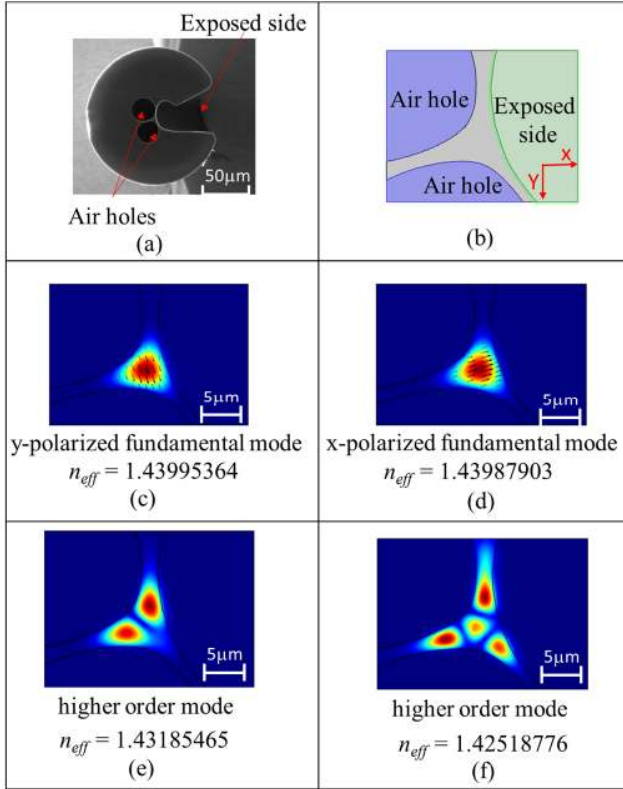 Exposed side
50μm
Air holes
(a)
Air hole
Exposed
side
X
Y
Air hole
(b)
5μm
y-polarized fundamental mode
neff = 1.43995364
(c)
5μm
x-polarized fundamental mode
neff = 1.43987903
(d)
5μm
higher order mode
neff = 1.43185465
(e)
5μm
higher order mode
neff = 1.42518776
(f)